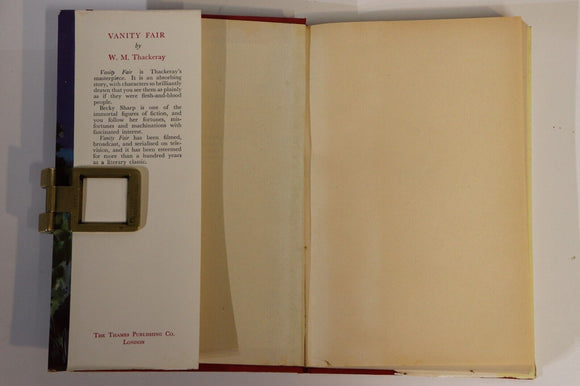 VANITY FAIR
by
W. M. Thackeray
Vanity Fair is Thackeray's
masterpiece. It is an absorbing
story, with characters so brilliantly
drawn that you see them as plainly
as if they were flesh-and-blood
people.
Becky Sharp is one of the
immortal figures of fiction, and
you follow her fortunes, mis-
fortunes and machinations with
fascinated interest.
Vanity Fair has been filmed,
broadcast, and serialised on tele-
vision, and it has been esteemed
for more than a hundred years
as a literary classic.
THE THAMES PUBLISHING CO.
LONDON